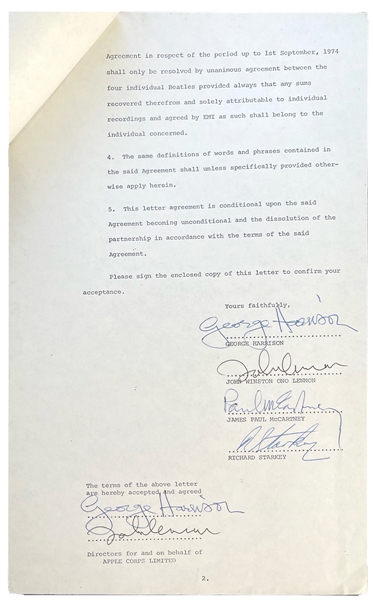 Agreement in respect of the period up to 1st September, 1974
shall only be resolved by unanimous agreement between the
four individual Beatles provided always that any sums
recovered therefrom and solely attributable to individual
recordings and agreed by EMI as such shall belong to the
individual concerned.
4. The same definitions of words and phrases contained in
the said Agreement shall unless specifically provided other-
wise apply herein.
5. This letter agreement is conditional upon the said
Agreement becoming unconditional and the dissolution of the
partnership in accordance with the terms of the said
Agreement.
Please sign the enclosed copy of this letter to confirm your
acceptance.
Yours faithfully,
George Harrison
GEORGE HARRISON
John Lennon
JOHN WINSTON ONO LENNON
Paul McCartney
JAMES PAUL McCARTNEY
R Starkey
RICHARD STARKEY
The terms of the above letter
are hereby accepted and agreed
George Harrison
John Lennon
Directors for and on behalf of
APPLE CORPS LIMITED
2.